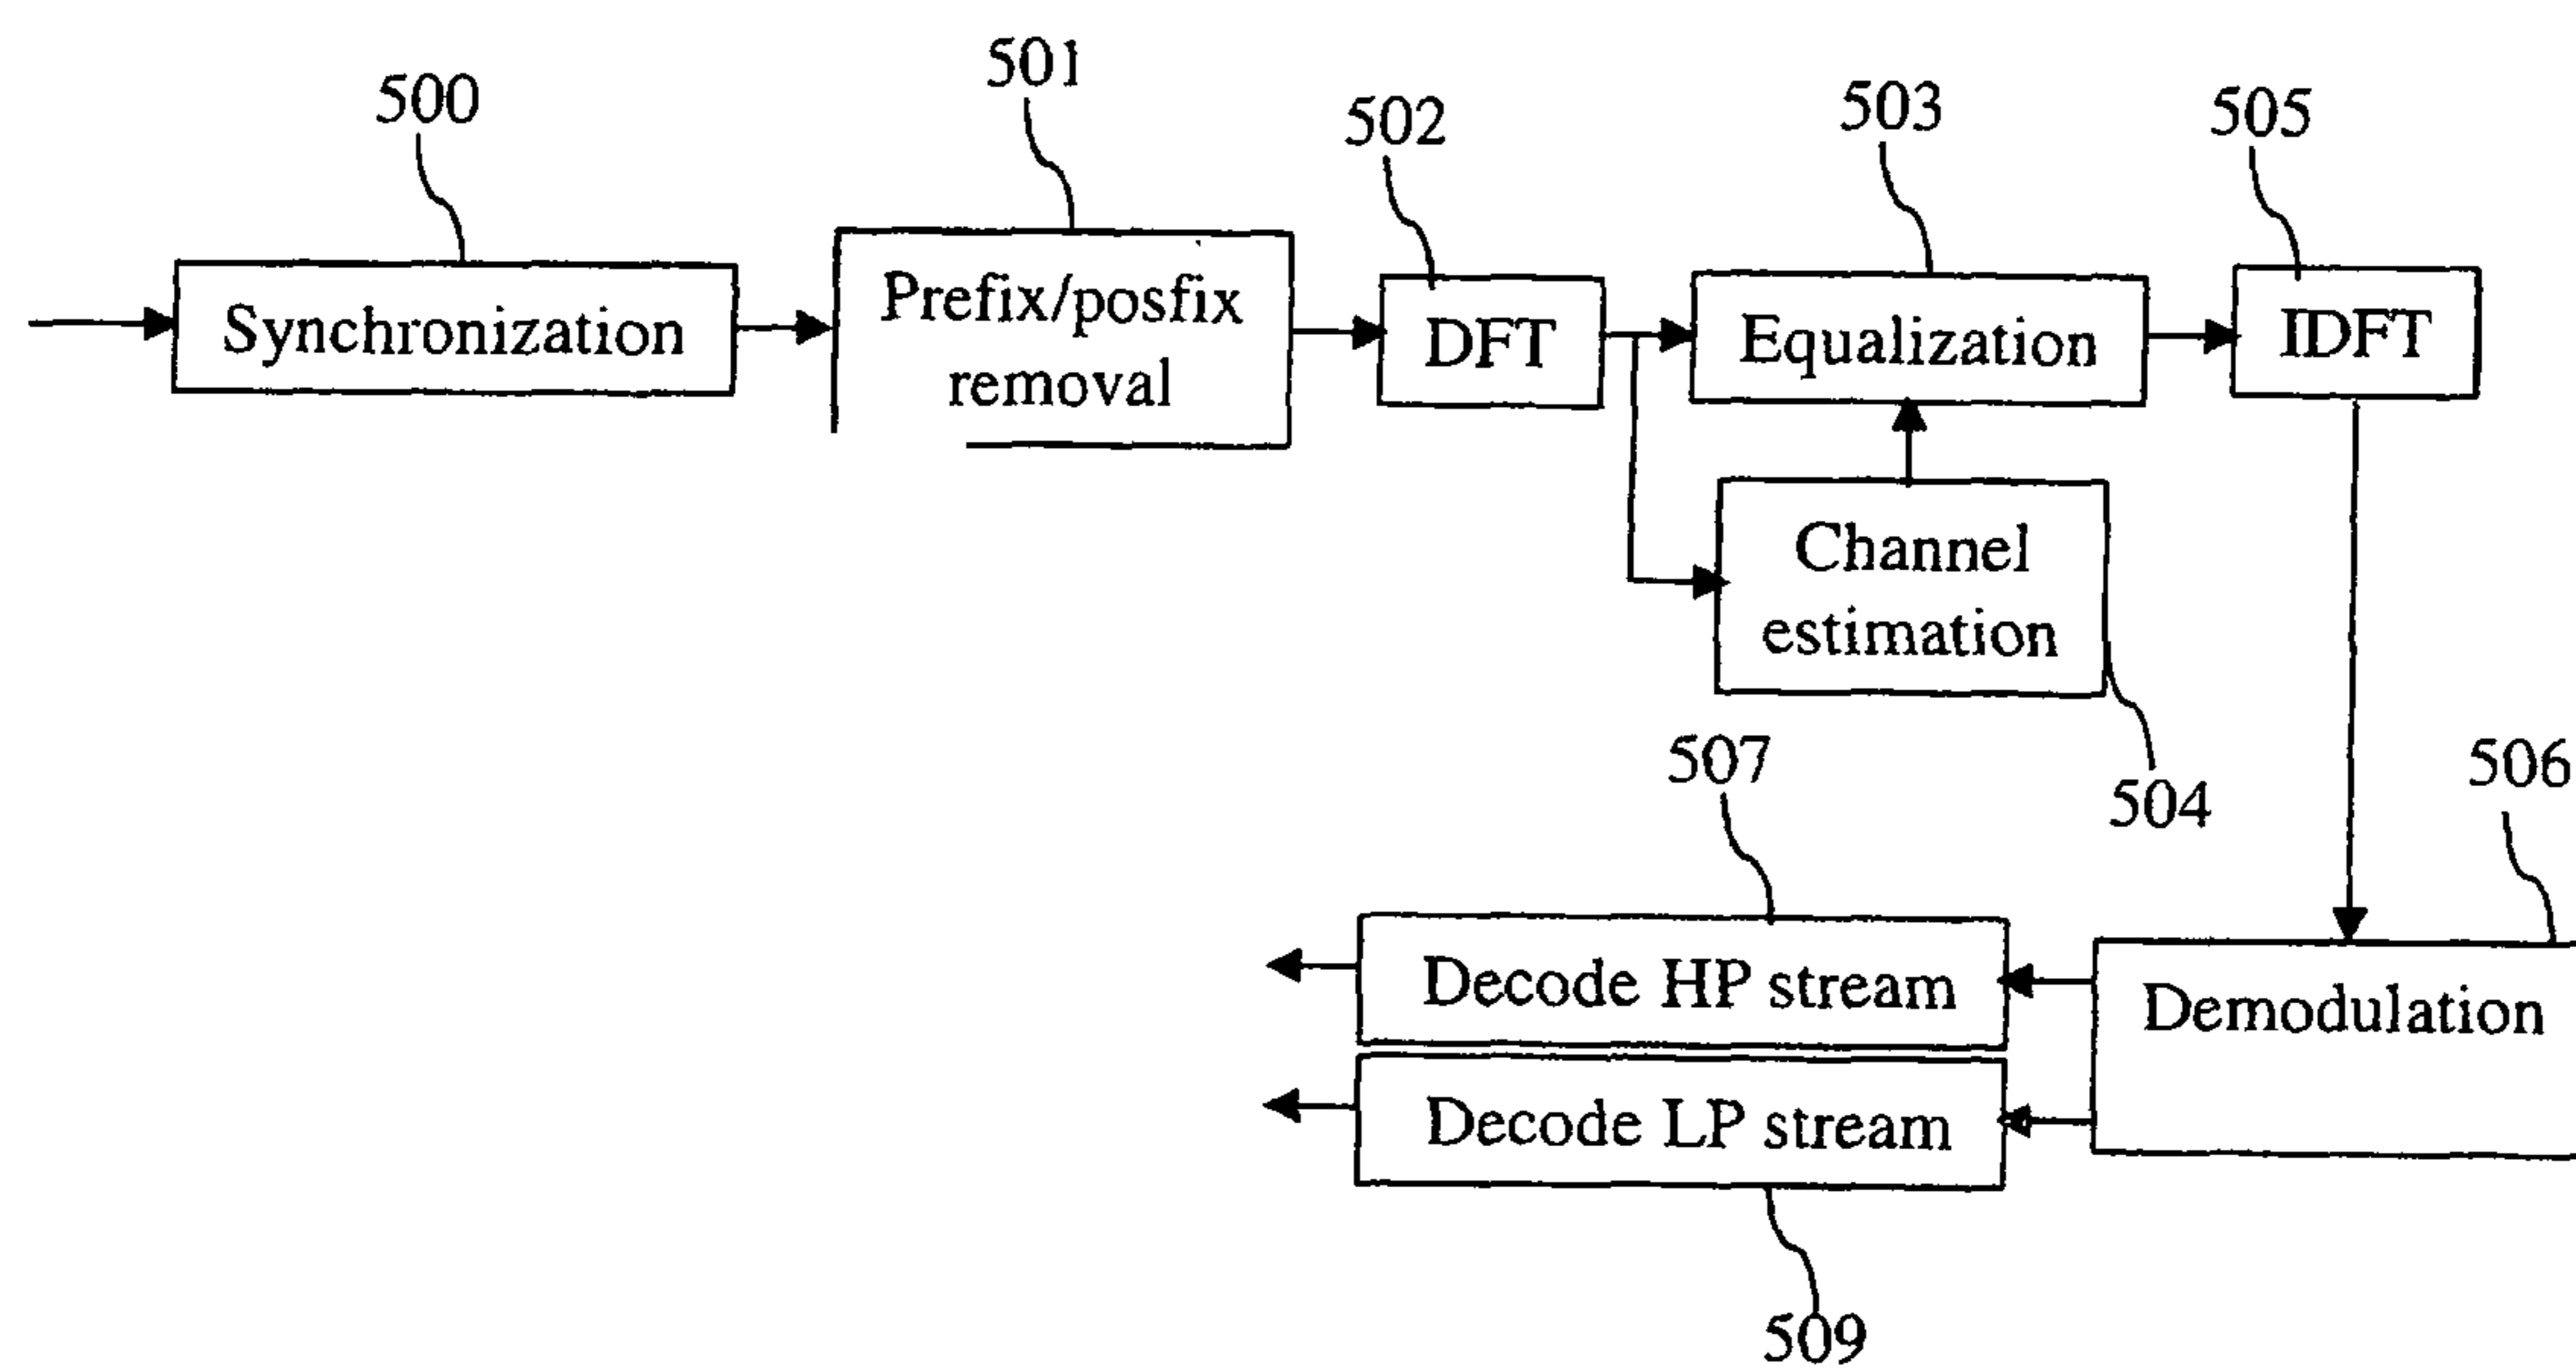 500
501
502
503
505
Synchronization
Prefix/posfix
removal
DFT
Equalization
IDFT
Channel
estimation
504
507
506
Decode HP stream
Demodulation
Decode LP stream
509